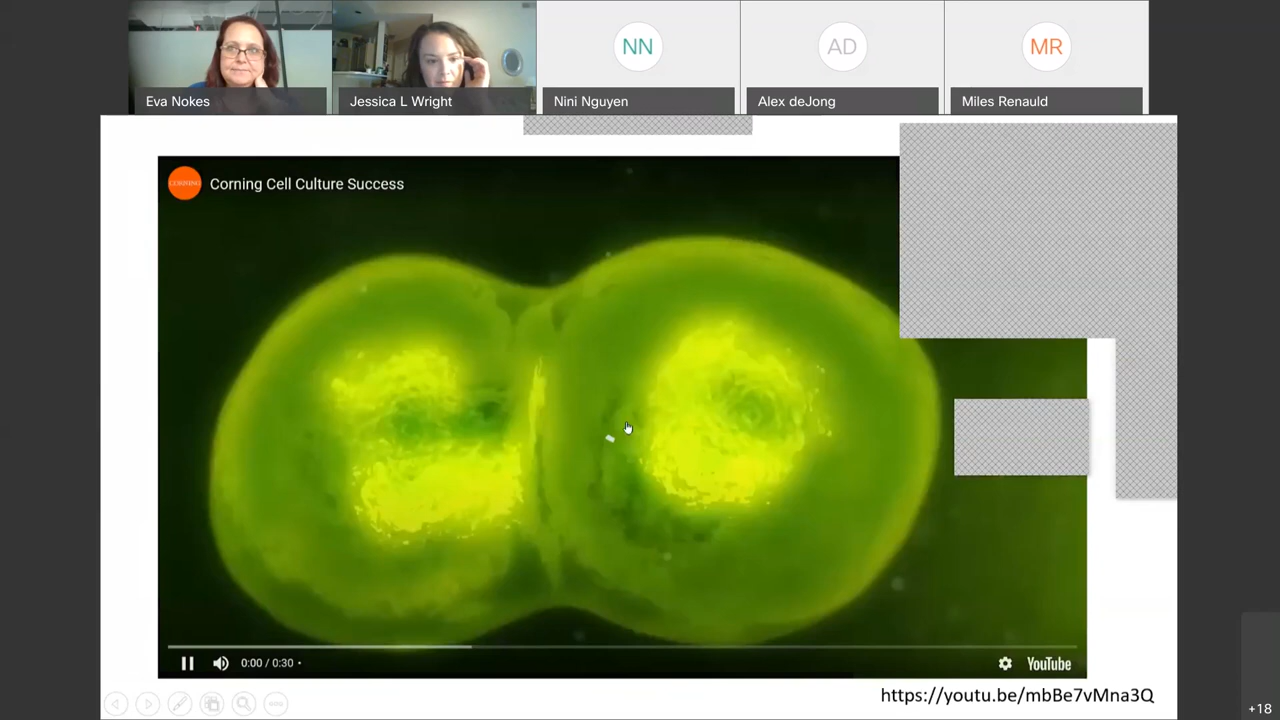 NN
AD
MR
Eva Nokes
Jessica L Wright
Nini Nguyen
Alex deJong
Miles Renauld
CORNING
Corning Cell Culture Success
0:00 / 0:30 •
YouTube
https://youtu.be/mbBe7vMna3Q
+18